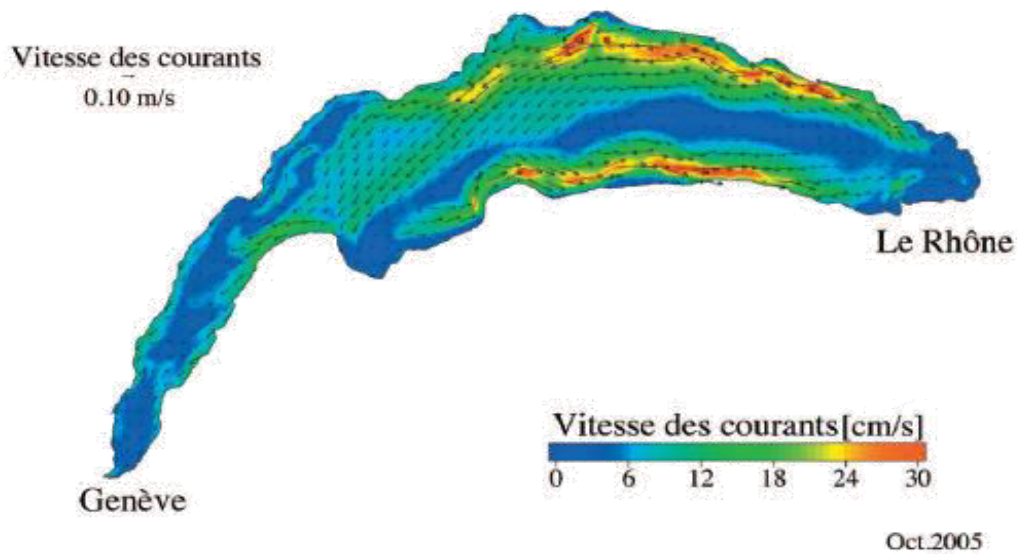 Vitesse des courants
0.10 m/s
Le Rhône
Genève
Vitesse des courants [cm/s]
0 6 12 18 24 30
Oct.2005